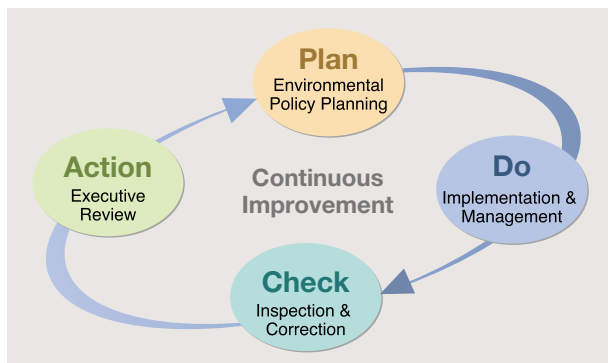 Plan
Environmental
Policy Planning
Do
Implementation &
Management
Check
Inspection &
Correction
Action
Executive
Review
Continuous
Improvement